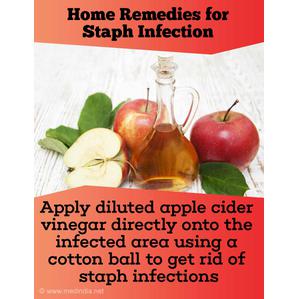 Home Remedies for
Staph Infection
Apply diluted apple cider
vinegar directly onto the
infected area using a
cotton ball to get rid of
staph infections
© www.medindia.net